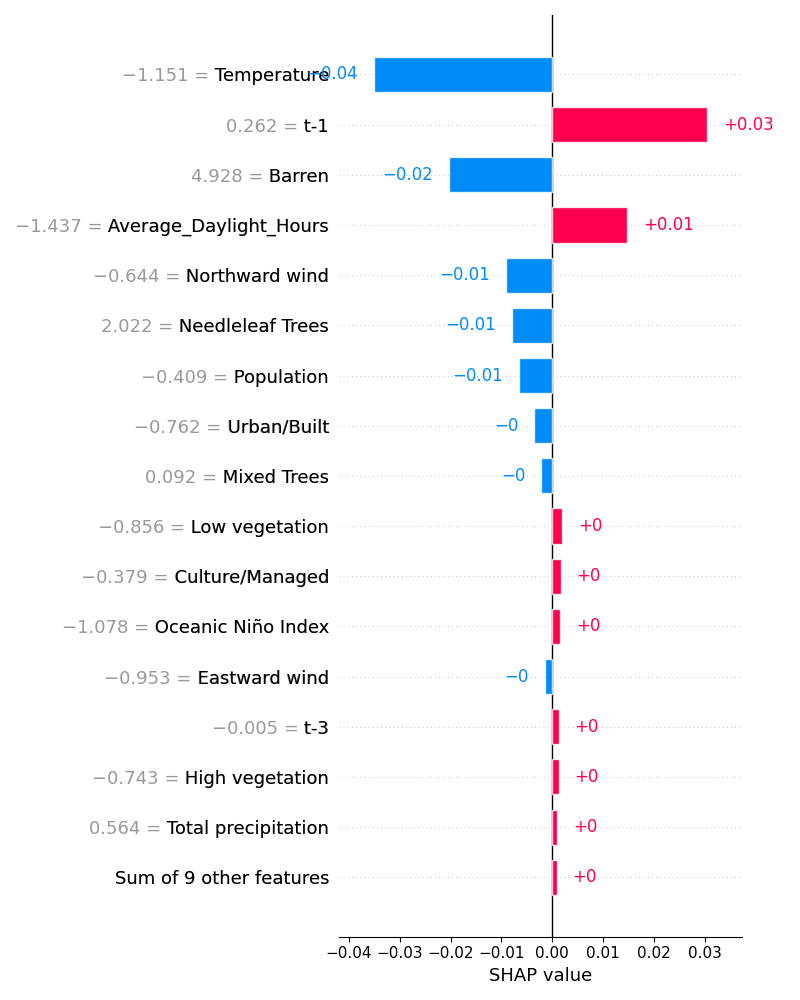 −1.151 = Temperature −0.04
0.262 = t-1 +0.03
4.928 = Barren −0.02
−1.437 = Average_Daylight_Hours +0.01
−0.644 = Northward wind −0.01
2.022 = Needleleaf Trees −0.01
−0.409 = Population −0.01
−0.762 = Urban/Built −0
0.092 = Mixed Trees −0
−0.856 = Low vegetation +0
−0.379 = Culture/Managed +0
−1.078 = Oceanic Niño Index +0
−0.953 = Eastward wind −0
−0.005 = t-3 +0
−0.743 = High vegetation +0
0.564 = Total precipitation +0
Sum of 9 other features +0
−0.04 −0.03 −0.02 −0.01 0.00 0.01 0.02 0.03
SHAP value